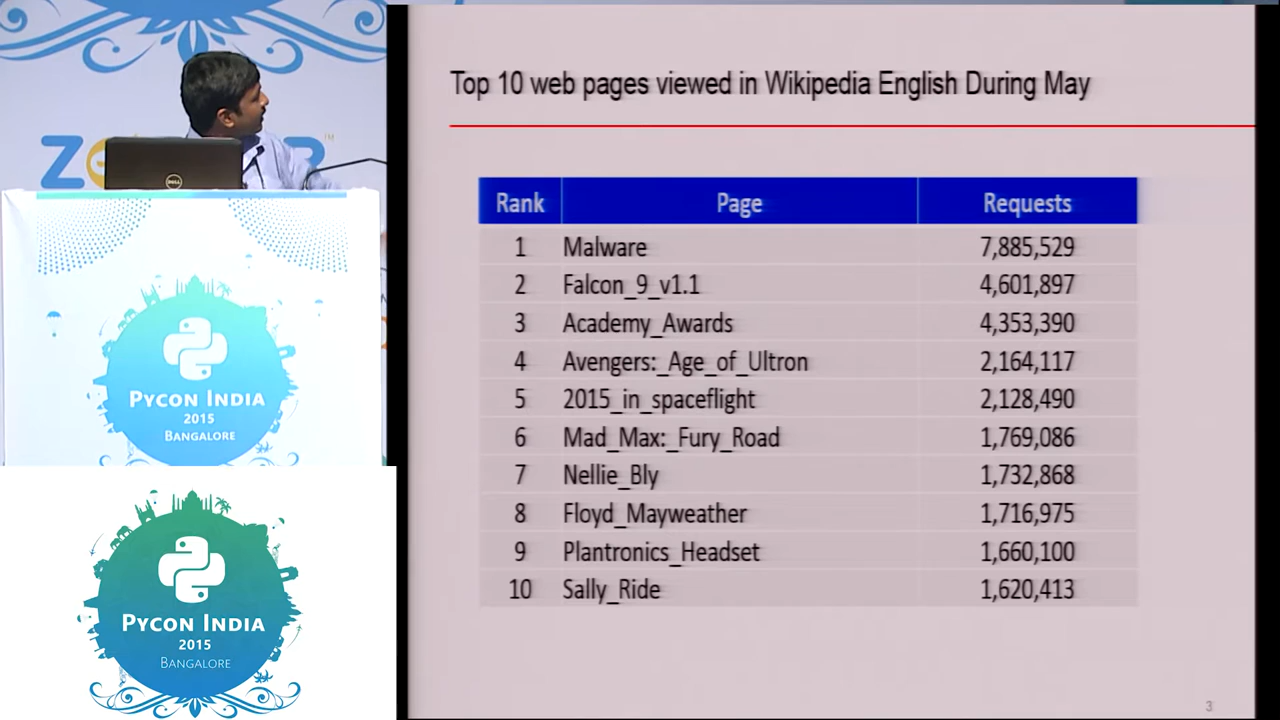 Top 10 web pages viewed in Wikipedia English During May
Rank Page Requests
1 Malware 7,885,529
2 Falcon_9_v1.1 4,601,897
3 Academy_Awards 4,353,390
4 Avengers:_Age_of_Ultron 2,164,117
5 2015_in_spaceflight 2,128,490
6 Mad_Max:_Fury_Road 1,769,086
7 Nellie_Bly 1,732,868
8 Floyd_Mayweather 1,716,975
9 Plantronics_Headset 1,660,100
10 Sally_Ride 1,620,413
3
DELL
PYCON INDIA
2015
BANGALORE
PYCON INDIA
2015
BANGALORE